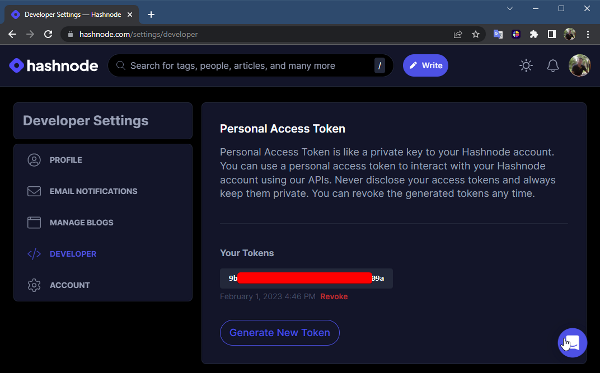 Developer Settings — Hashnode
hashnode.com/settings/developer
hashnode
Search for tags, people, articles, and many more
/
Write
Developer Settings
PROFILE
EMAIL NOTIFICATIONS
MANAGE BLOGS
DEVELOPER
ACCOUNT
Personal Access Token
Personal Access Token is like a private key to your Hashnode account.
You can use a personal access token to interact with your Hashnode
account using our APIs. Never disclose your access tokens and always
keep them private. You can revoke the generated tokens any time.
Your Tokens
9b 09a
February 1, 2023 4:46 PM Revoke
Generate New Token